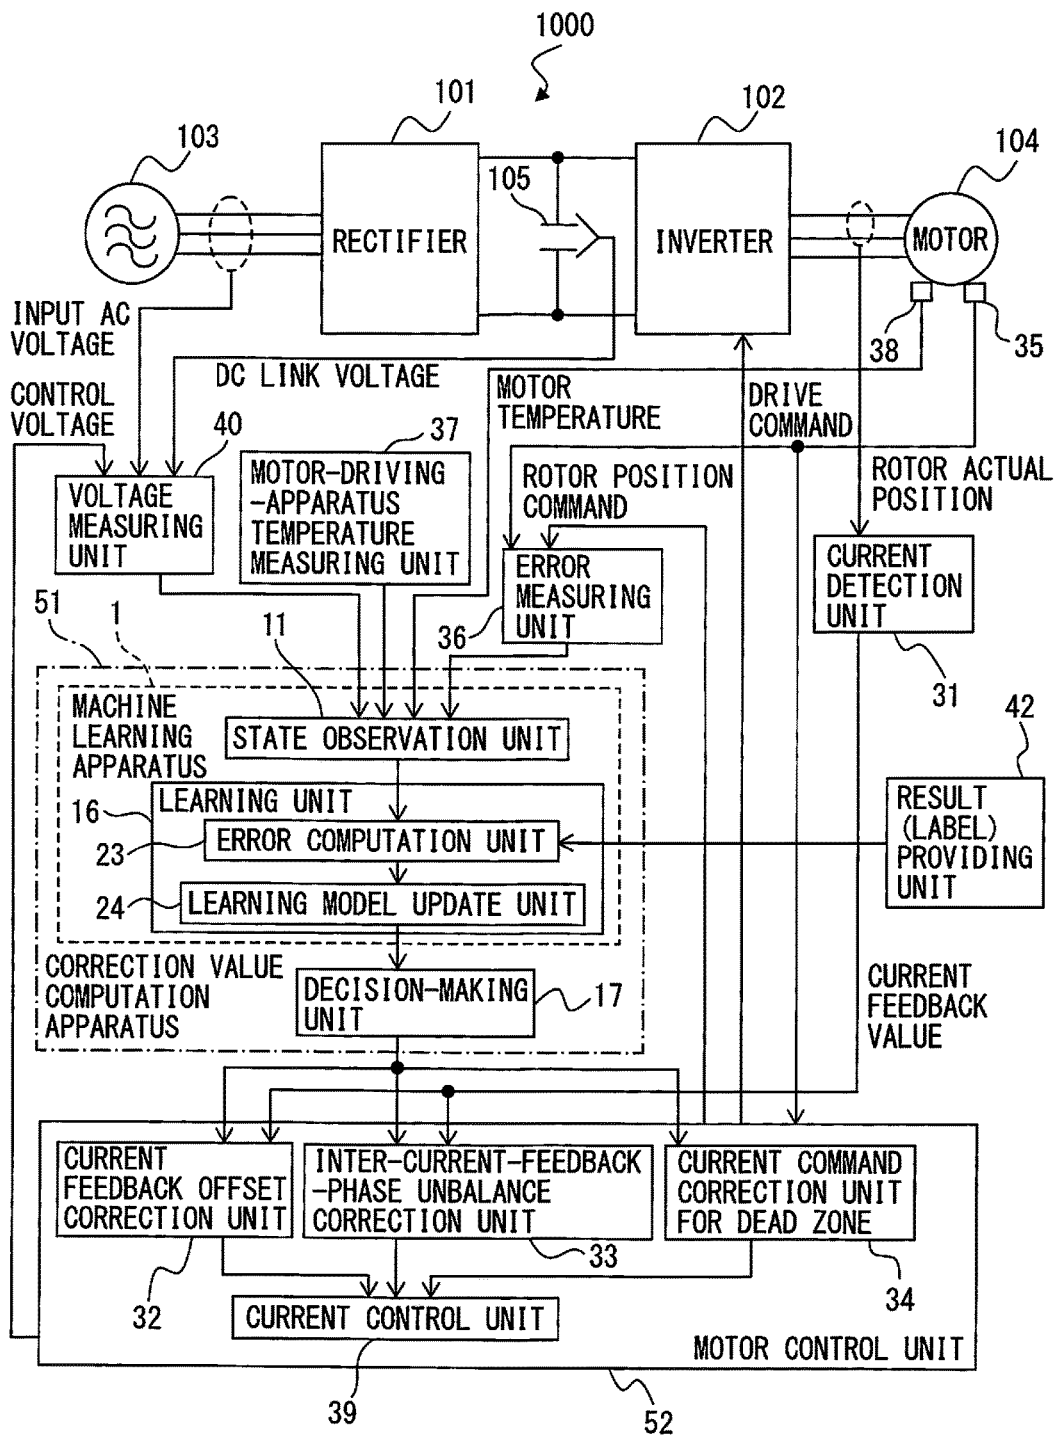 1000
101
102
103
104
105
RECTIFIER
INVERTER
MOTOR
INPUT AC
VOLTAGE
DC LINK VOLTAGE
38
35
CONTROL
VOLTAGE
40
37
MOTOR
TEMPERATURE
DRIVE
COMMAND
VOLTAGE
MEASURING
UNIT
MOTOR-DRIVING
-APPARATUS
TEMPERATURE
MEASURING UNIT
ROTOR POSITION
COMMAND
ROTOR ACTUAL
POSITION
ERROR
MEASURING
UNIT
36
CURRENT
DETECTION
UNIT
31
51
1
11
MACHINE
LEARNING
APPARATUS
STATE OBSERVATION UNIT
42
16
LEARNING UNIT
23
ERROR COMPUTATION UNIT
RESULT
(LABEL)
PROVIDING
UNIT
24
LEARNING MODEL UPDATE UNIT
CORRECTION VALUE
COMPUTATION
APPARATUS
DECISION-MAKING
UNIT
17
CURRENT
FEEDBACK
VALUE
CURRENT
FEEDBACK OFFSET
CORRECTION UNIT
INTER-CURRENT-FEEDBACK
-PHASE UNBALANCE
CORRECTION UNIT
CURRENT COMMAND
CORRECTION UNIT
FOR DEAD ZONE
32
33
34
CURRENT CONTROL UNIT
MOTOR CONTROL UNIT
39
52